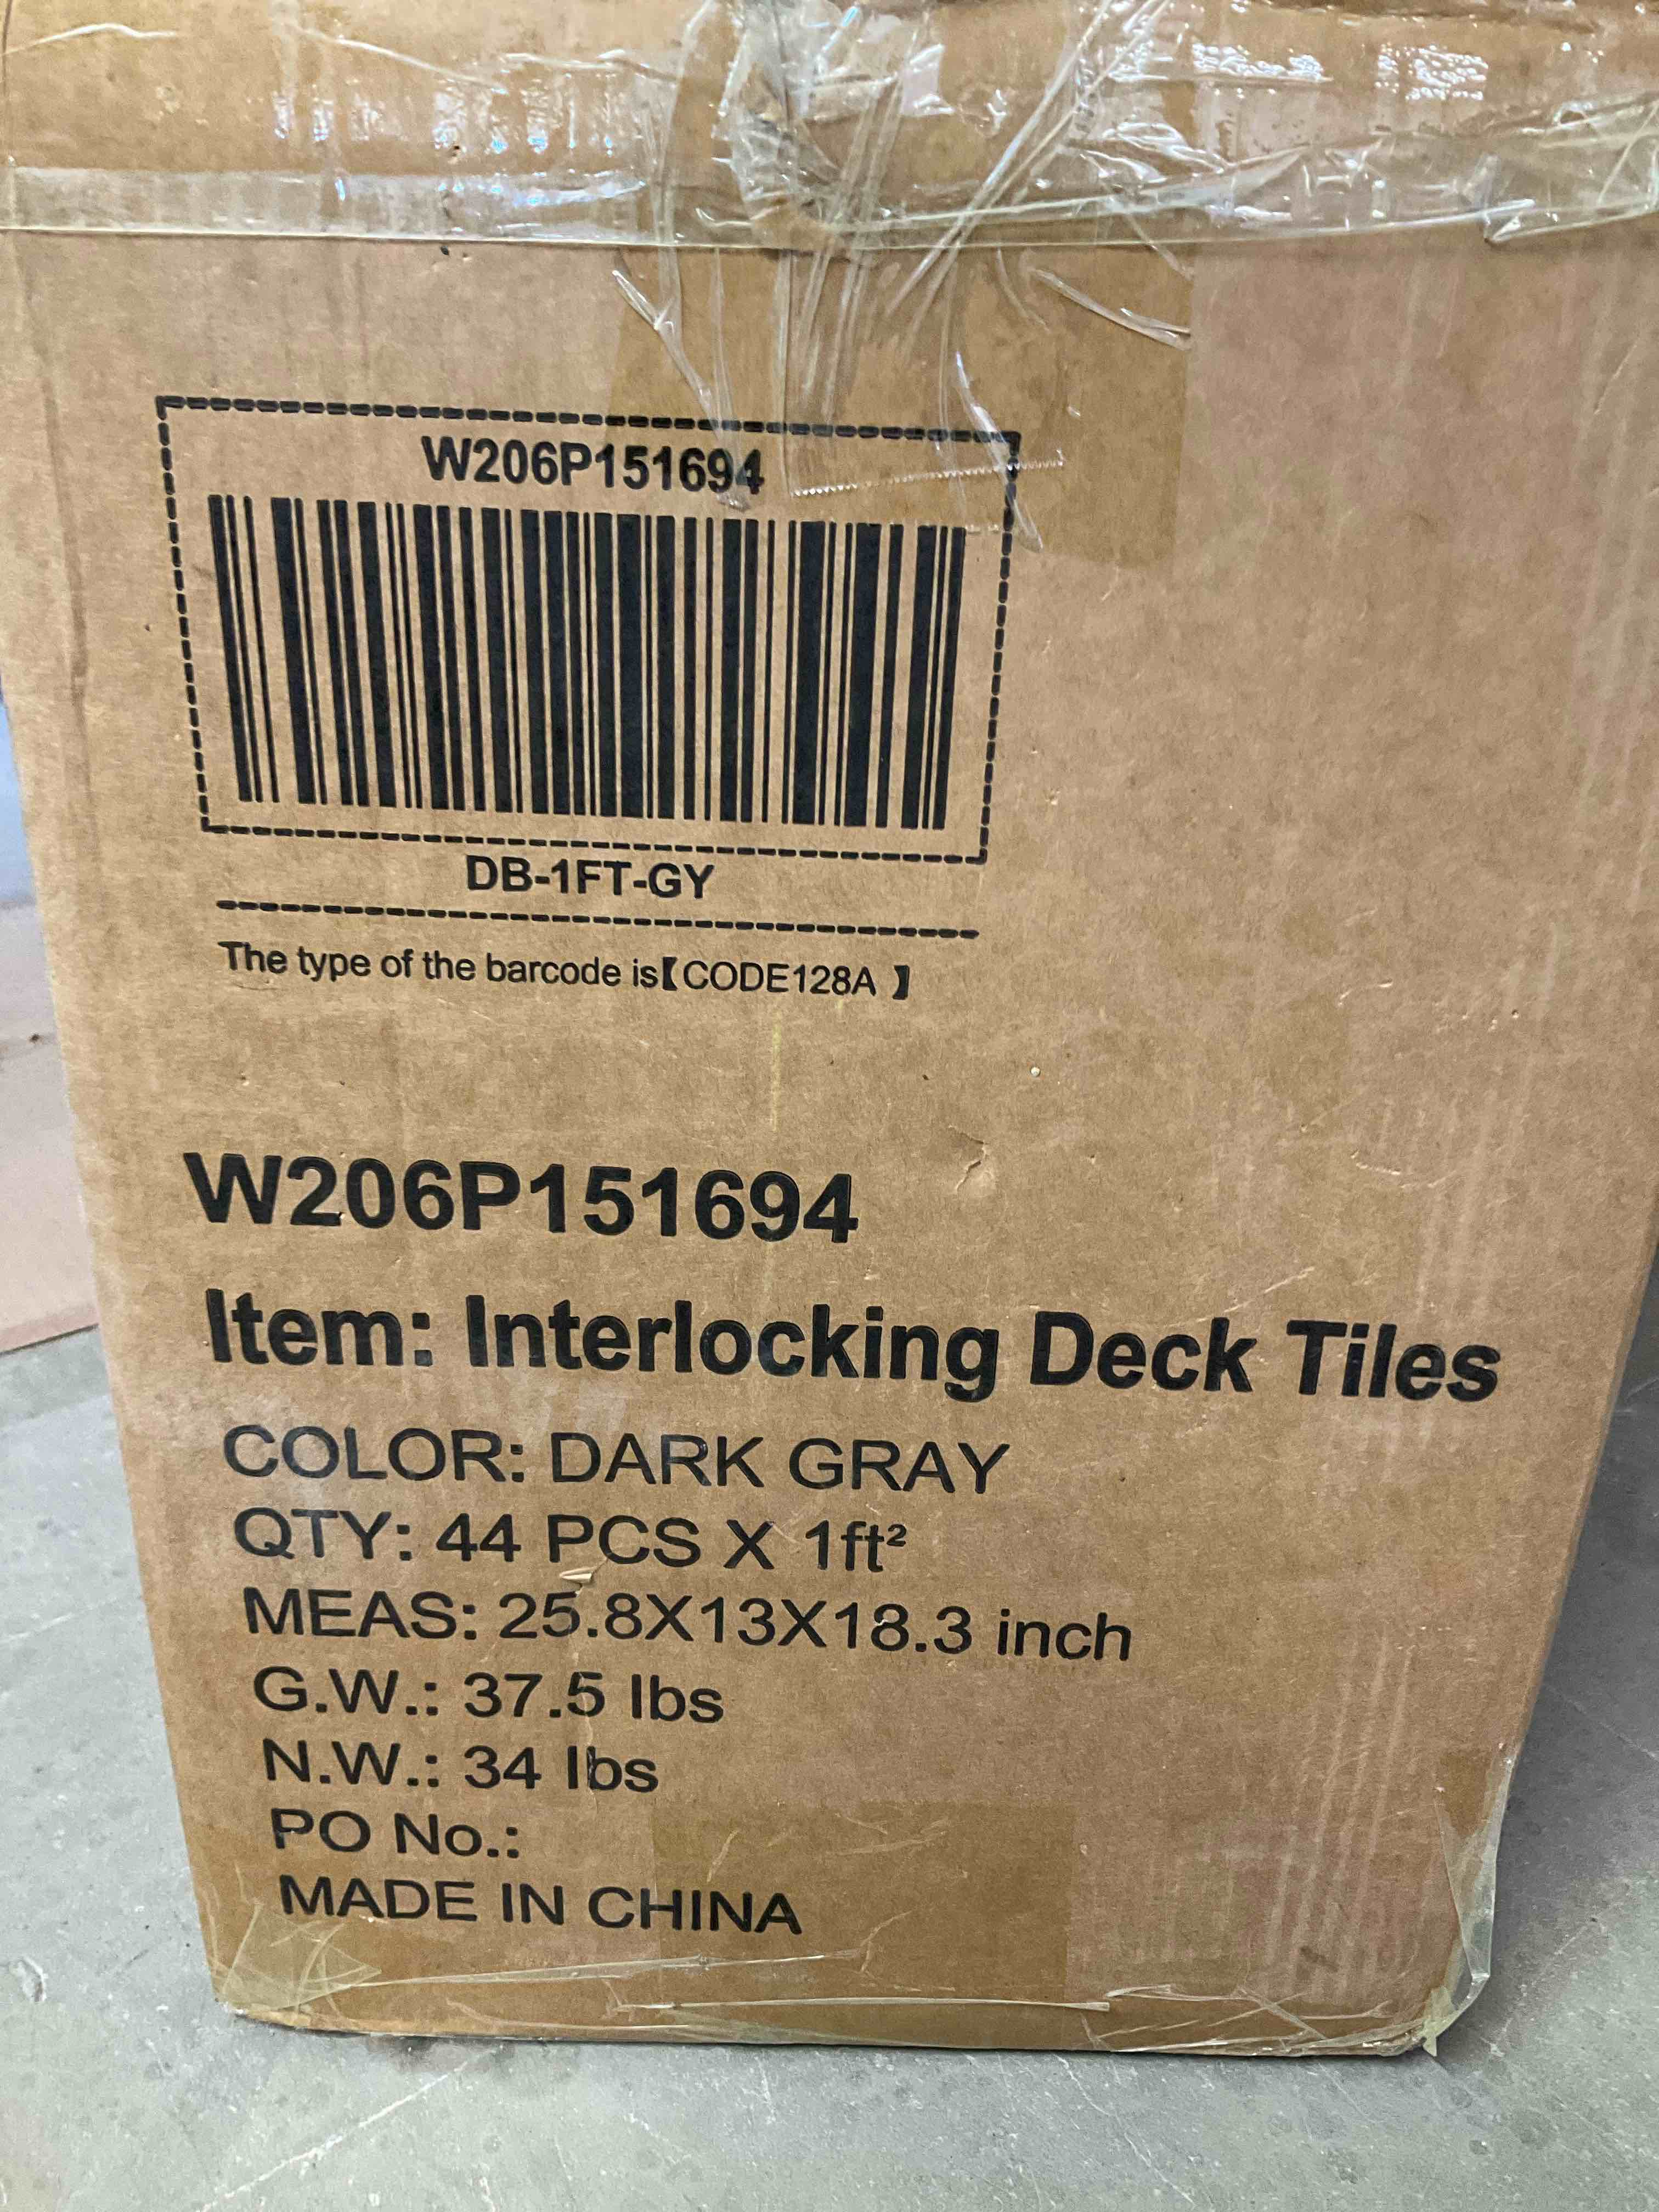 W206P151694
DB-1FT-GY
The type of the barcode is【CODE128A 】
W206P151694
Item: Interlocking Deck Tiles
COLOR: DARK GRAY
QTY: 44 PCS X 1ft²
MEAS: 25.8X13X18.3 inch
G.W.: 37.5 lbs
N.W.: 34 lbs
PO No.:
MADE IN CHINA